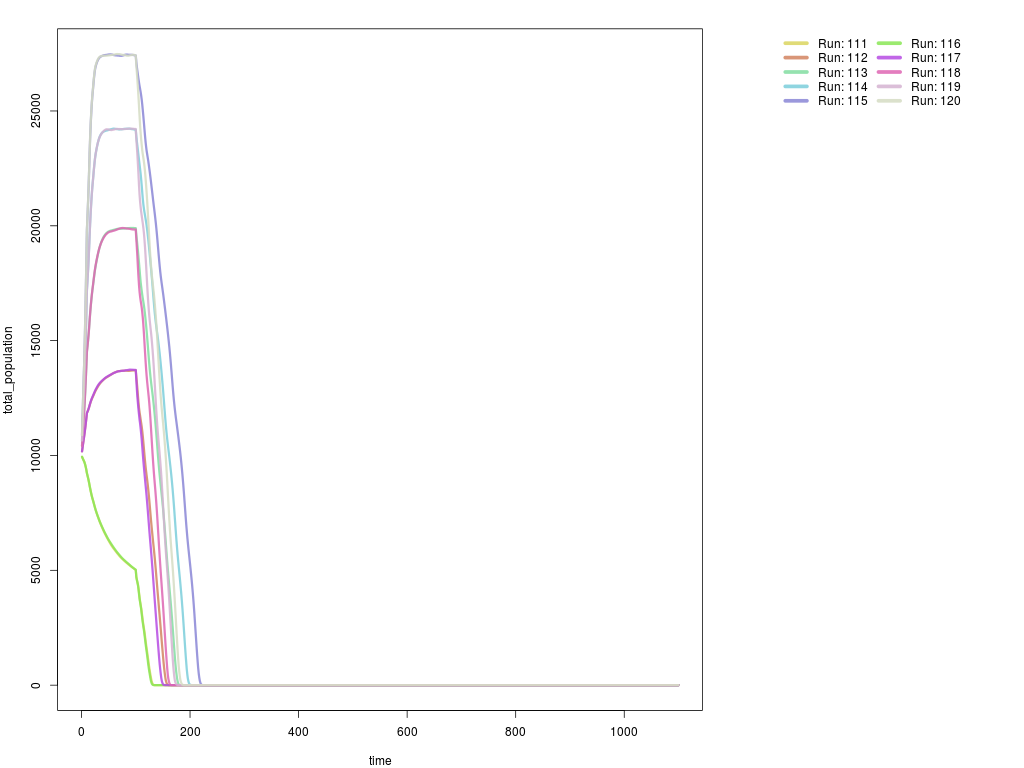 Run: 111 Run: 116
Run: 112 Run: 117
Run: 113 Run: 118
Run: 114 Run: 119
Run: 115 Run: 120
25000
20000
15000
10000
5000
0
total_population
0 200 400 600 800 1000
time